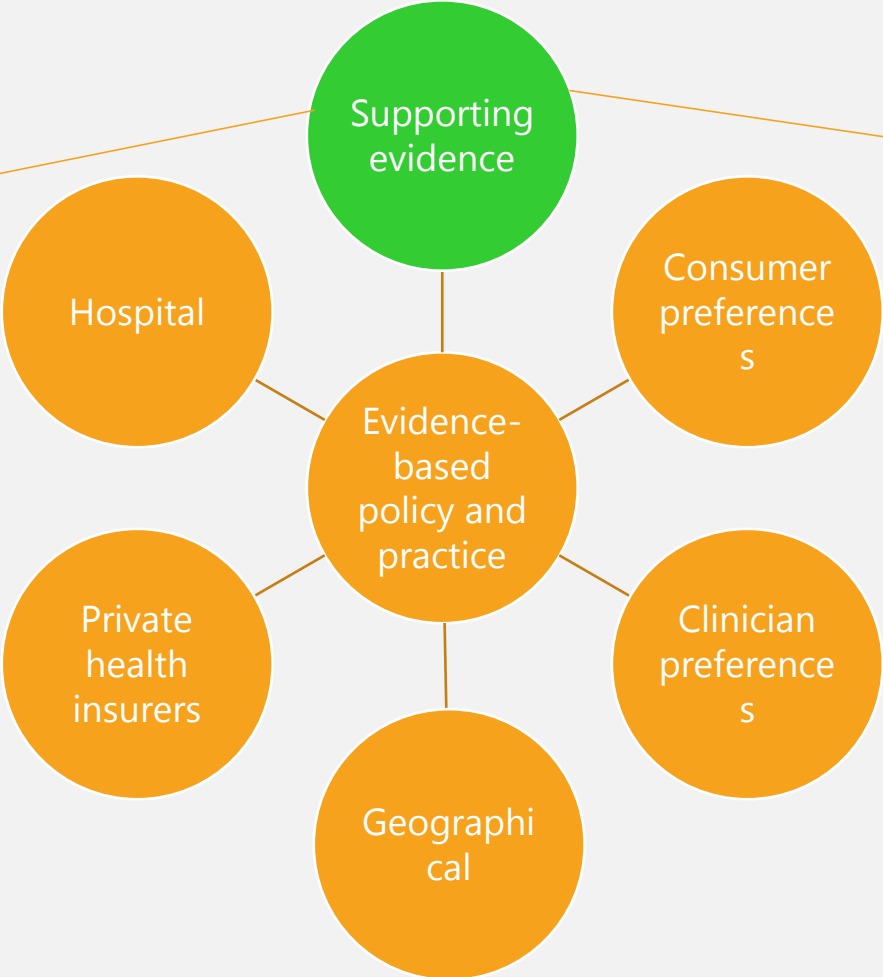 Supporting
evidence
Hospital
Consumer
preference
s
Evidence-
based
policy and
practice
Private
health
insurers
Clinician
preference
s
Geographi
cal